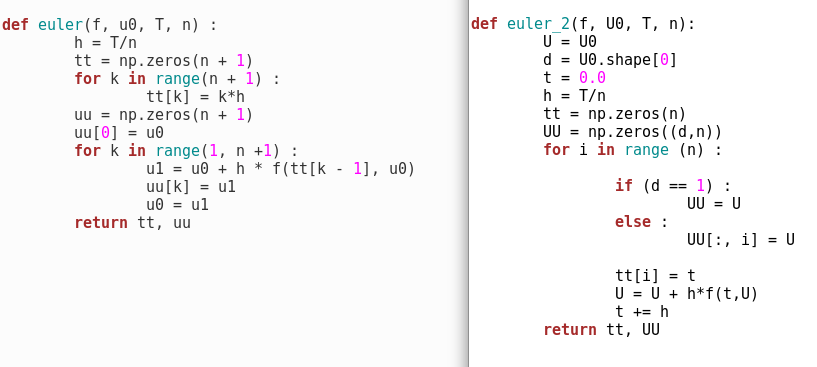 def euler(f, u0, T, n) :
        h = T/n
        tt = np.zeros(n + 1)
        for k in range(n + 1) :
                tt[k] = k*h
        uu = np.zeros(n + 1)
        uu[0] = u0
        for k in range(1, n +1) :
                u1 = u0 + h * f(tt[k - 1], u0)
                uu[k] = u1
                u0 = u1
        return tt, uu
def euler_2(f, U0, T, n):
        U = U0
        d = U0.shape[0]
        t = 0.0
        h = T/n
        tt = np.zeros(n)
        UU = np.zeros((d,n))
        for i in range (n) :
                if (d == 1) :
                        UU = U
                else :
                        UU[:, i] = U
                tt[i] = t
                U = U + h*f(t,U)
                t += h
        return tt, UU